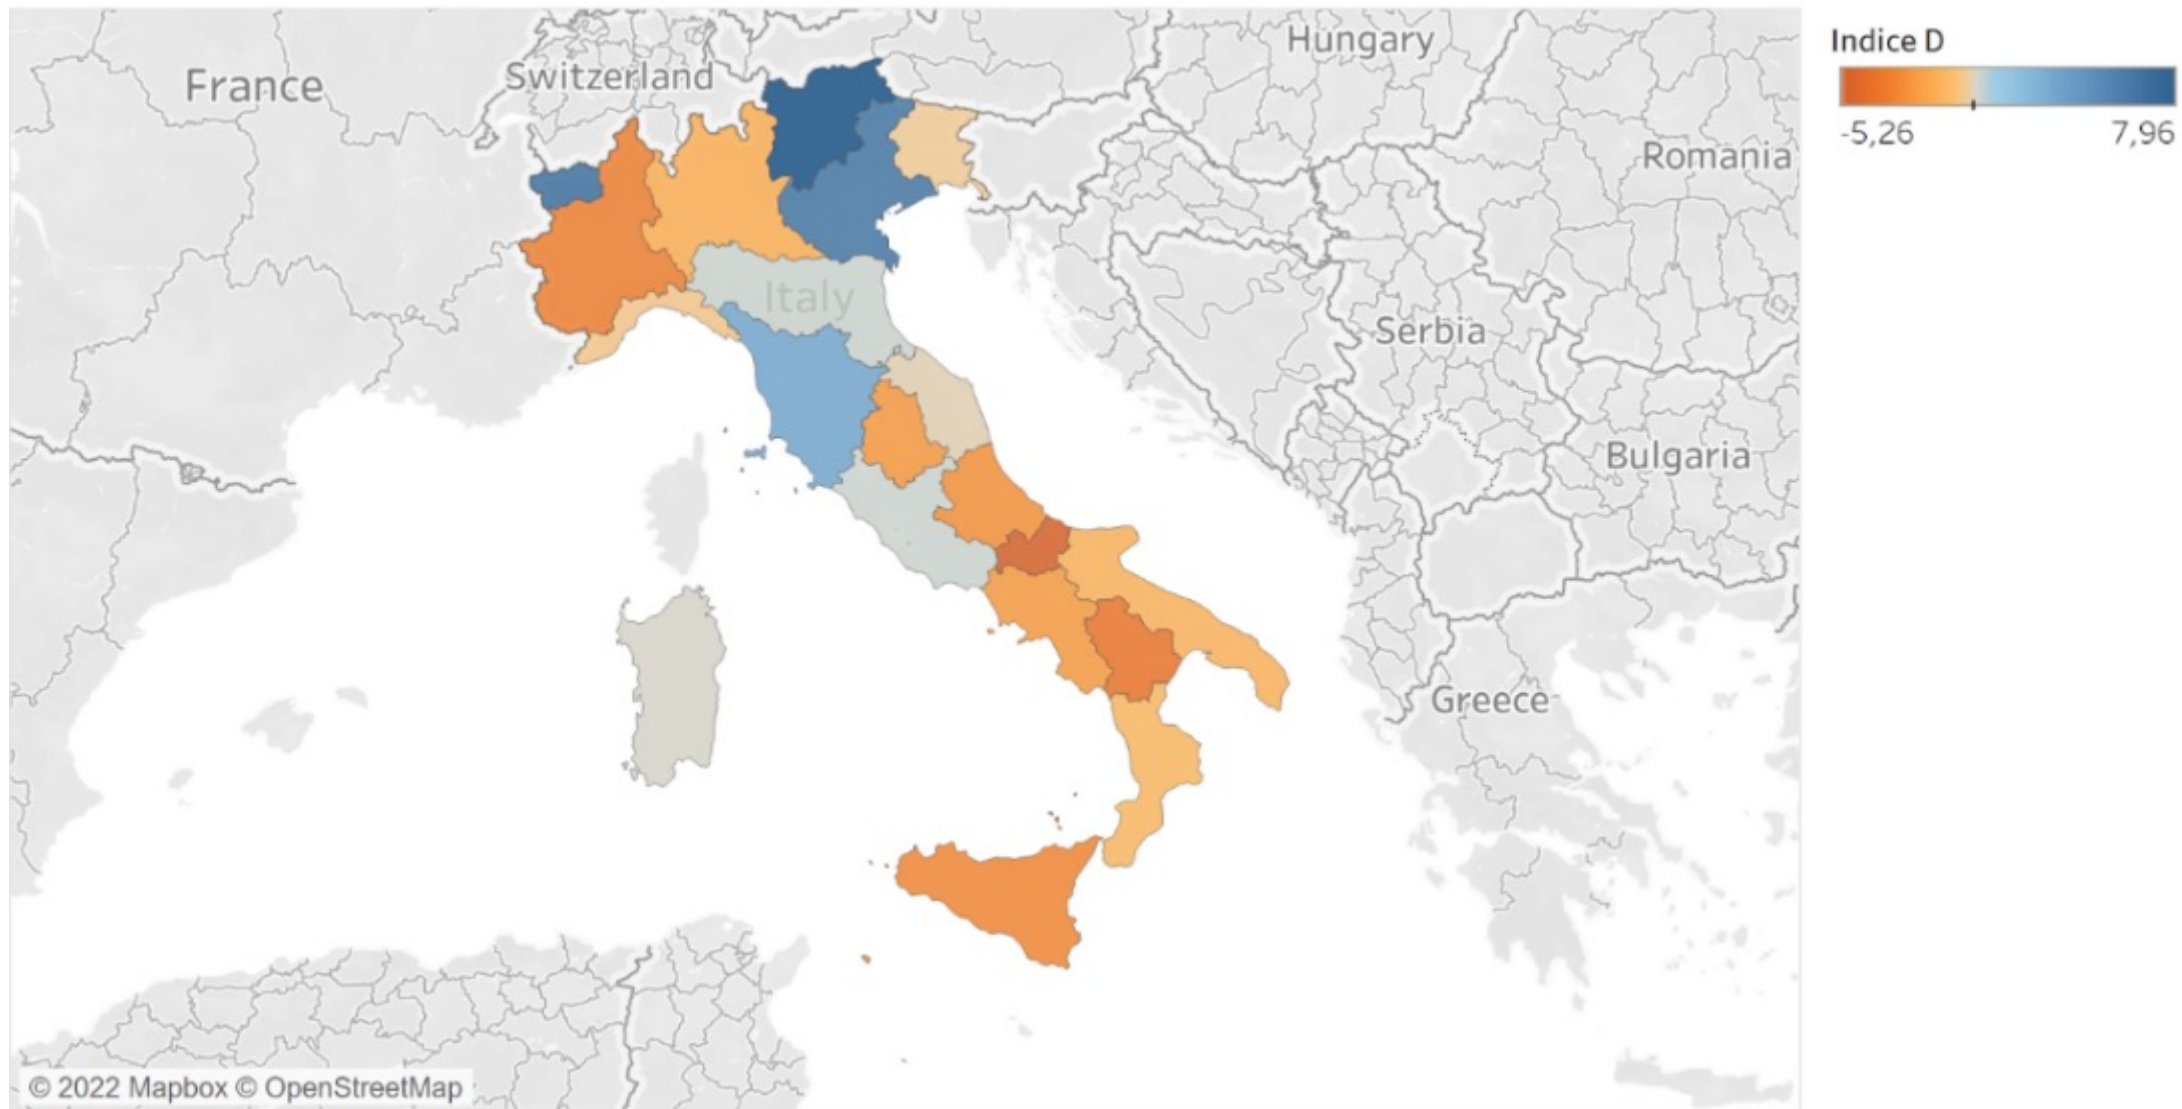 Hungary
France
Switzerland
Romania
Italy
Serbia
Bulgaria
Greece
© 2022 Mapbox © OpenStreetMap
Indice D
-5,26 7,96